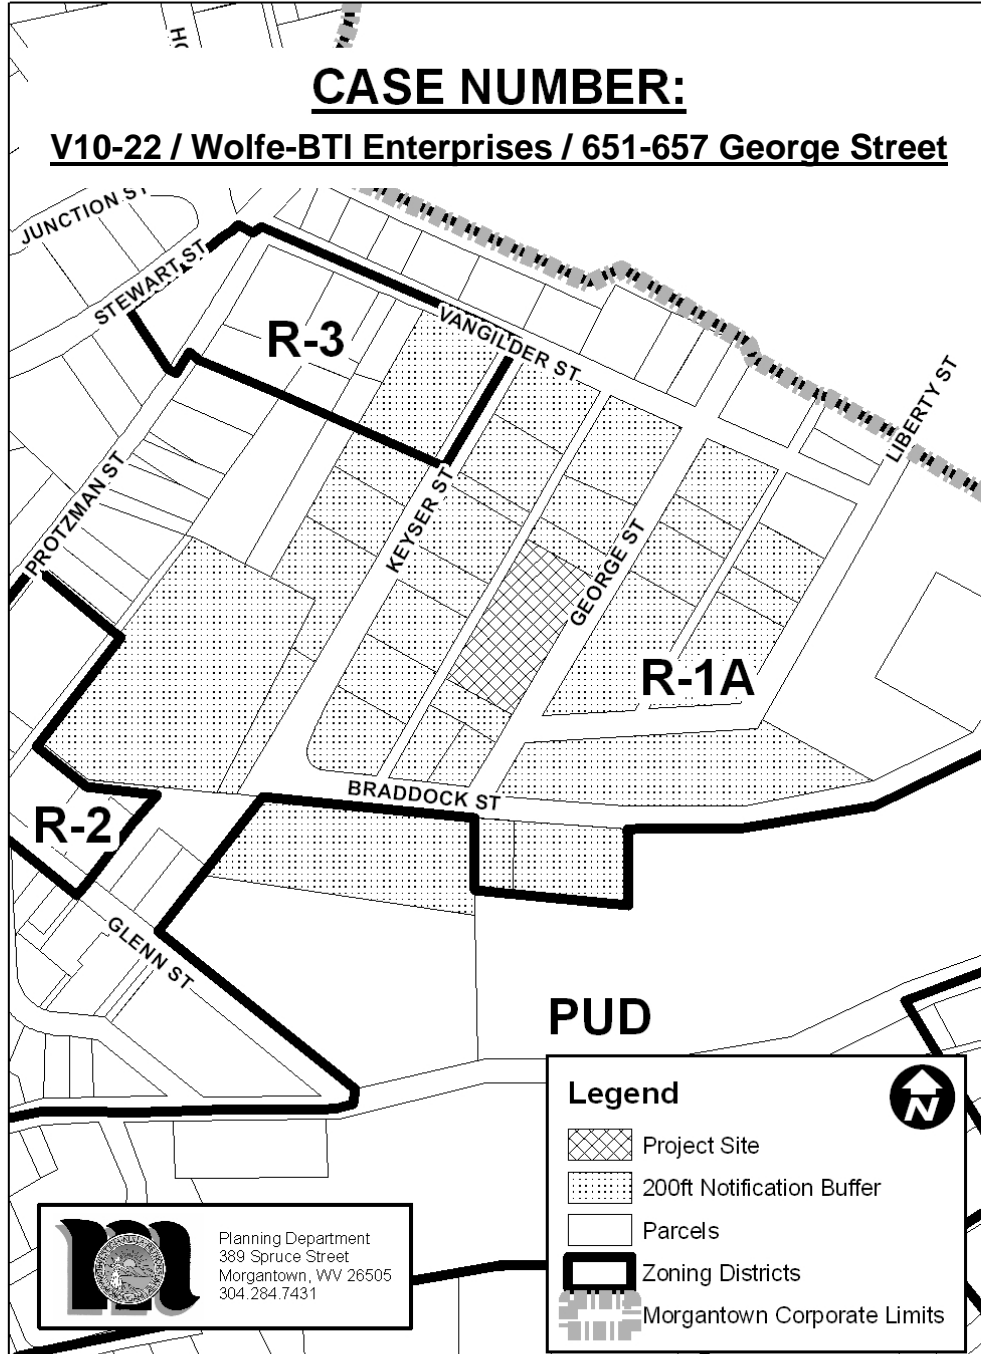 HO
CASE NUMBER:
V10-22 / Wolfe-BTI Enterprises / 651-657 George Street
JUNCTION ST
STEWART ST
R-3
VANGILDER ST
LIBERTY ST
PROTZMAN ST
KEYSER ST
GEORGE ST
R-1A
BRADDOCK ST
R-2
GLENN ST
PUD
Legend
N
Project Site
200ft Notification Buffer
Parcels
Zoning Districts
Morgantown Corporate Limits
m
Planning Department
389 Spruce Street
Morgantown, WV 26505
304.284.7431